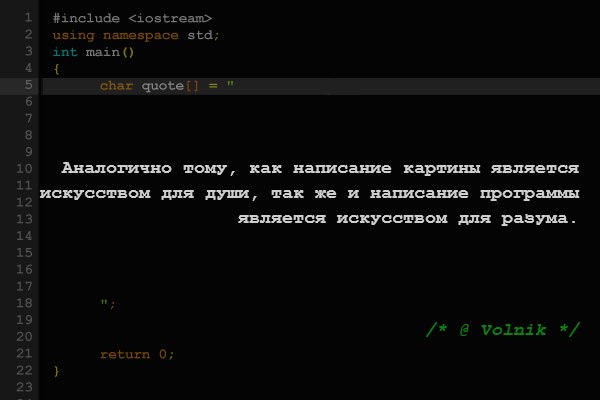 1 #include <iostream>
2 using namespace std;
3 int main()
4 {
5 char quote[] = "
6
7
8
9
10 Аналогично тому, как написание картины является
11 искусством для души, так же и написание программы
12
13 является искусством для разума.
14
15
16
17
18 ";
19
20 /* @ Volnik */
21 return 0;
22 }
23